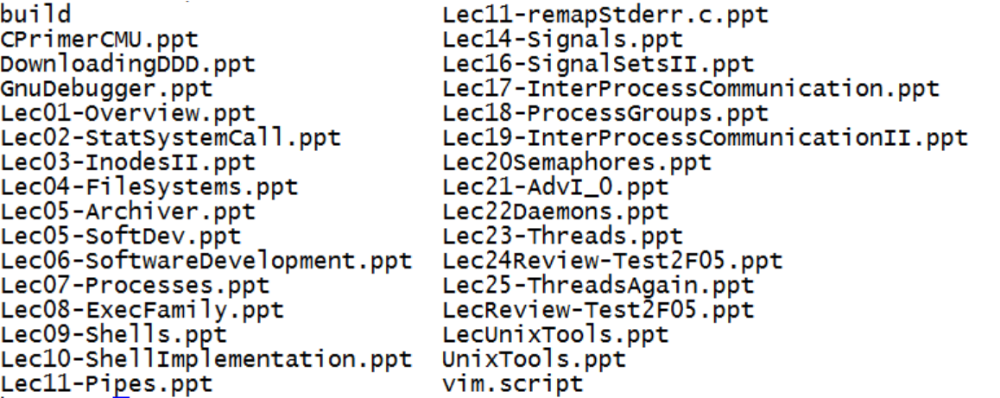 build
CPrimerCMU.ppt
DownloadingDDD.ppt
GnuDebugger.ppt
Lec01-Overview.ppt
Lec02-StatSystemCall.ppt
Lec03-InodesII.ppt
Lec04-FileSystems.ppt
Lec05-Archiver.ppt
Lec05-SoftDev.ppt
Lec06-SoftwareDevelopment.ppt
Lec07-Processes.ppt
Lec08-ExecFamily.ppt
Lec09-Shells.ppt
Lec10-ShellImplementation.ppt
Lec11-Pipes.ppt
Lec11-remapStderr.c.ppt
Lec14-Signals.ppt
Lec16-SignalSetsII.ppt
Lec17-InterProcessCommunication.ppt
Lec18-ProcessGroups.ppt
Lec19-InterProcessCommunicationII.ppt
Lec20Semaphores.ppt
Lec21-AdvI_O.ppt
Lec22Daemons.ppt
Lec23-Threads.ppt
Lec24Review-Test2F05.ppt
Lec25-ThreadsAgain.ppt
LecReview-Test2F05.ppt
LecUnixTools.ppt
UnixTools.ppt
vim.script